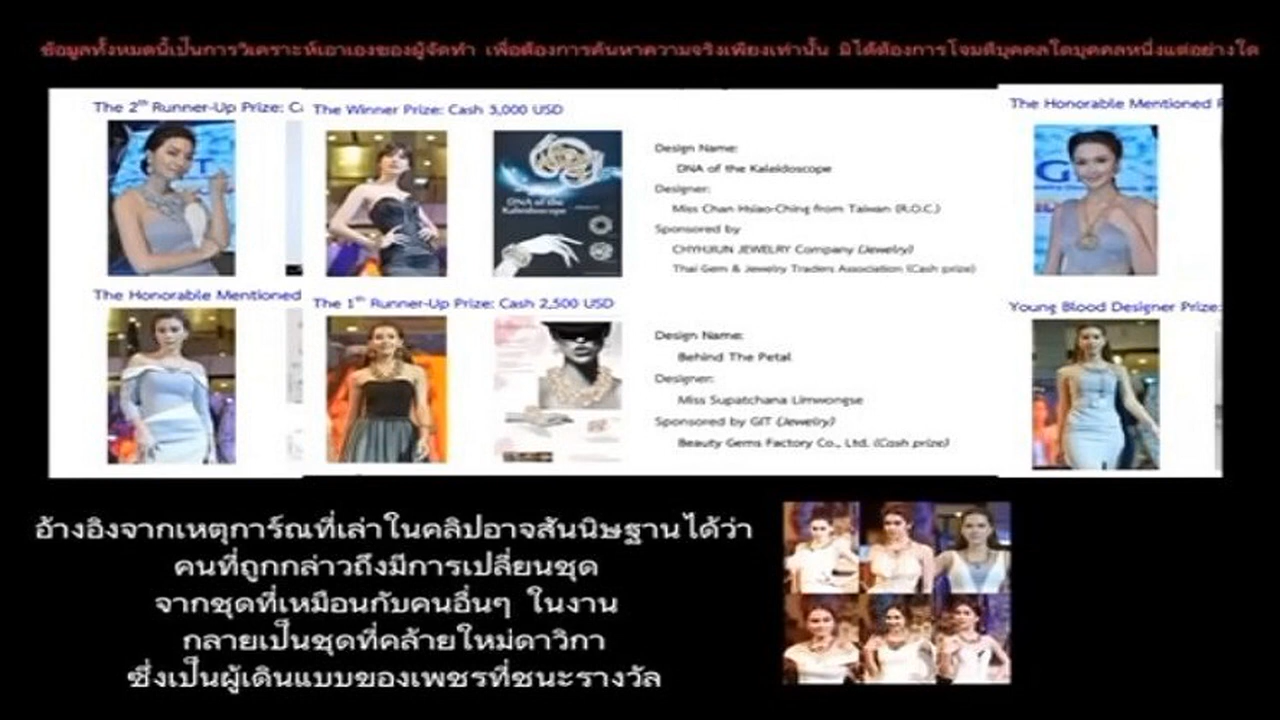 ข้อมูลทั้งหมดนี้เป็นการวิเคราะห์เอาเองของผู้จัดทำ เพื่อต้องการค้นหาความจริงเพียงเท่านั้น มิได้ต้องการโจมตีบุคคลใดบุคคลหนึ่งแต่อย่างใด
The 2th Runner-Up Prize: C
The Winner Prize: Cash 3,000 USD
Design Name:
DNA of the Kaleidoscope
Designer:
Miss Chan Hsiao-Ching from Taiwan (R.O.C.)
Sponsored by
CHYHJIUN JEWELRY Company (Jewelry)
Thai Gem & Jewelry Traders Association (Cash prize)
DNA of the
Kaleidoscope
The Honorable Mentioned
The Honorable Mentioned
The 1th Runner-Up Prize: Cash 2,500 USD
Design Name:
Behind The Petal
Designer:
Miss Supatchana Limwongse
Sponsored by GIT (Jewelry)
Beauty Gems Factory Co., Ltd. (Cash prize)
Young Blood Designer Prize:
อ้างอิงจากเหตุการ์ณที่เล่าในคลิปอาจสันนิษฐานได้ว่า
คนที่ถูกกล่าวถึงมีการเปลี่ยนชุด
จากชุดที่เหมือนกับคนอื่นๆ ในงาน
กลายเป็นชุดที่คล้ายใหม่ดาวิกา
ซึ่งเป็นผู้เดินแบบของเพชรที่ชนะรางวัล